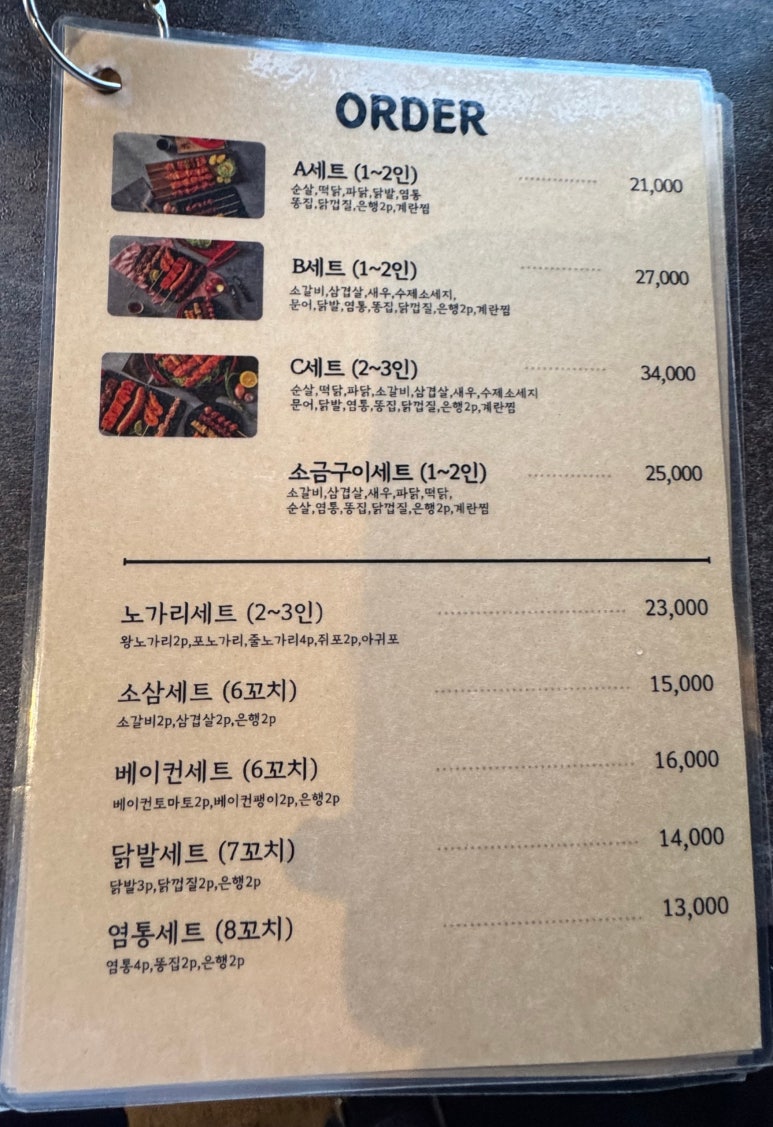 ORDER
A세트 (1~2인) 21,000
순살,떡닭,파닭,닭발,염통
똥집,닭껍질,은행2p,계란찜
B세트 (1~2인) 27,000
소갈비,삼겹살,새우,수제소세지,
문어,닭발,염통,똥집,닭껍질,은행2p,계란찜
C세트 (2~3인) 34,000
순살,떡닭,파닭,소갈비,삼겹살,새우,수제소세지
문어,닭발,염통,똥집,닭껍질,은행2p,계란찜
소금구이세트 (1~2인) 25,000
소갈비,삼겹살,새우,파닭,떡닭,
순살,염통,똥집,닭껍질,은행2p,계란찜
노가리세트 (2~3인) 23,000
왕노가리2p,포노가리,줄노가리4p,쥐포2p,아귀포
소삼세트 (6꼬치) 15,000
소갈비2p,삼겹살2p,은행2p
베이컨세트 (6꼬치) 16,000
베이컨토마토2p,베이컨팽이2p,은행2p
닭발세트 (7꼬치) 14,000
닭발3p,닭껍질2p,은행2p
염통세트 (8꼬치) 13,000
염통4p,똥집2p,은행2p